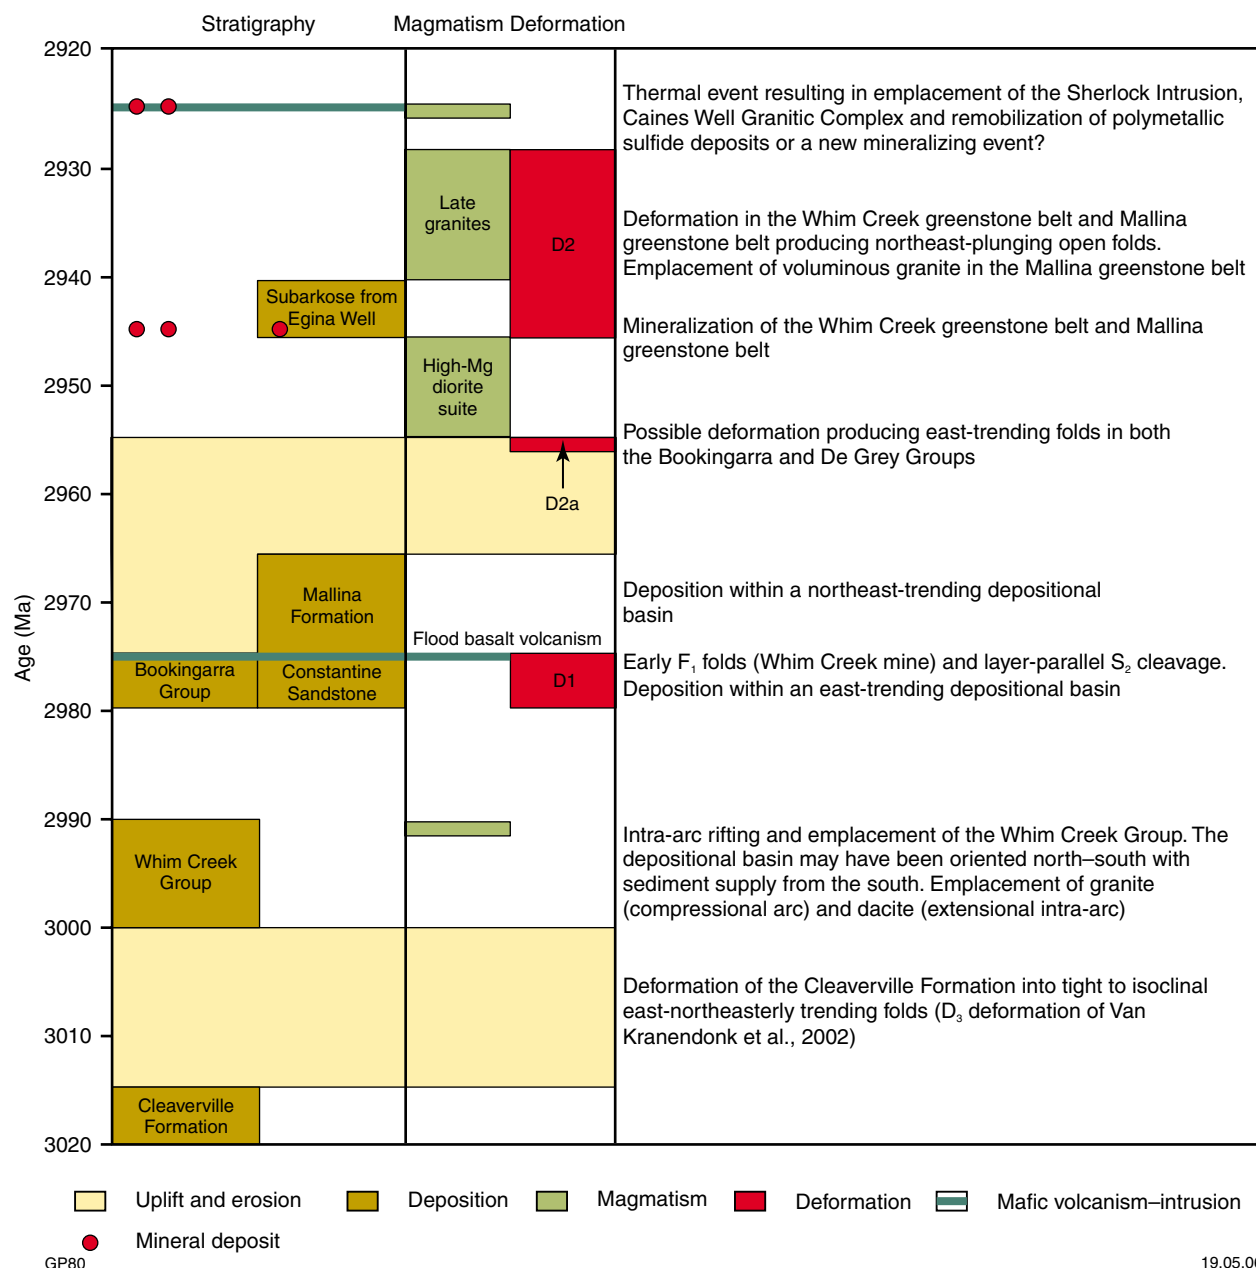 Stratigraphy Magmatism Deformation
2920
Thermal event resulting in emplacement of the Sherlock Intrusion,
Caines Well Granitic Complex and remobilization of polymetallic
sulfide deposits or a new mineralizing event?
2930
Late
granites
D2
Deformation in the Whim Creek greenstone belt and Mallina
greenstone belt producing northeast-plunging open folds.
Emplacement of voluminous granite in the Mallina greenstone belt
2940
Subarkose from
Egina Well
Mineralization of the Whim Creek greenstone belt and Mallina
greenstone belt
2950
High-Mg
diorite
suite
Possible deformation producing east-trending folds in both
the Bookingarra and De Grey Groups
D2a
2960
Age (Ma)
2970
Mallina
Formation
Deposition within a northeast-trending depositional
basin
Flood basalt volcanism
Bookingarra
Group
Constantine
Sandstone
D1
Early F1 folds (Whim Creek mine) and layer-parallel S2 cleavage.
Deposition within an east-trending depositional basin
2980
2990
Whim Creek
Group
Intra-arc rifting and emplacement of the Whim Creek Group. The
depositional basin may have been oriented north–south with
sediment supply from the south. Emplacement of granite
(compressional arc) and dacite (extensional intra-arc)
3000
Deformation of the Cleaverville Formation into tight to isoclinal
east-northeasterly trending folds (D3 deformation of Van
Kranendonk et al., 2002)
3010
Cleaverville
Formation
3020
Uplift and erosion Deposition Magmatism Deformation Mafic volcanism–intrusion
Mineral deposit
GP80